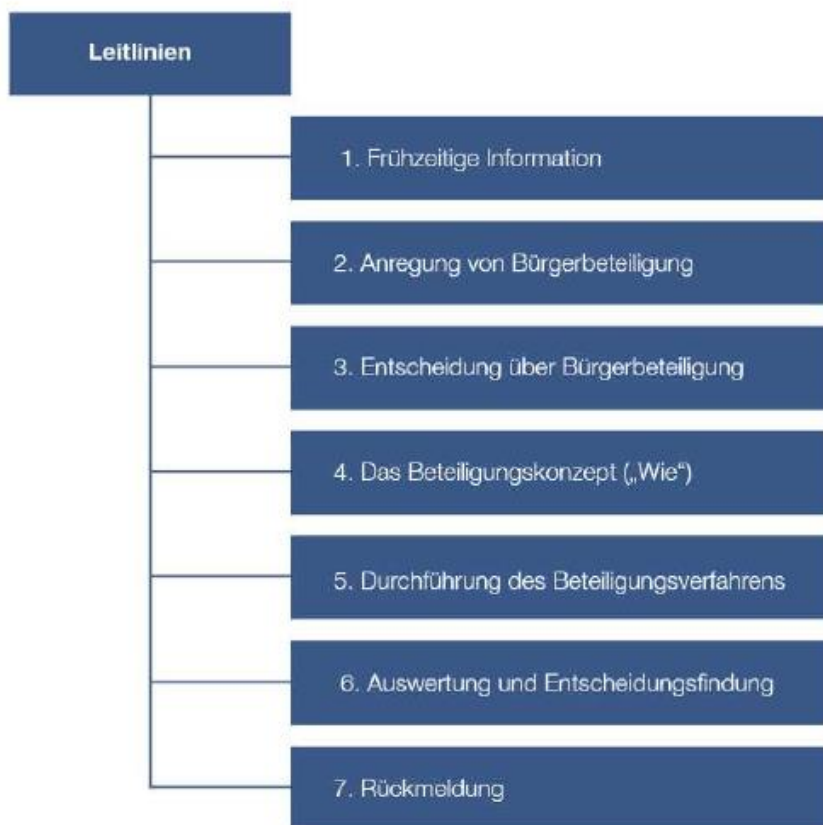 Leitlinien
1. Frühzeitige Information
2. Anregung von Bürgerbeteiligung
3. Entscheidung über Bürgerbeteiligung
4. Das Beteiligungskonzept („Wie“)
5. Durchführung des Beteiligungsverfahrens
6. Auswertung und Entscheidungsfindung
7. Rückmeldung